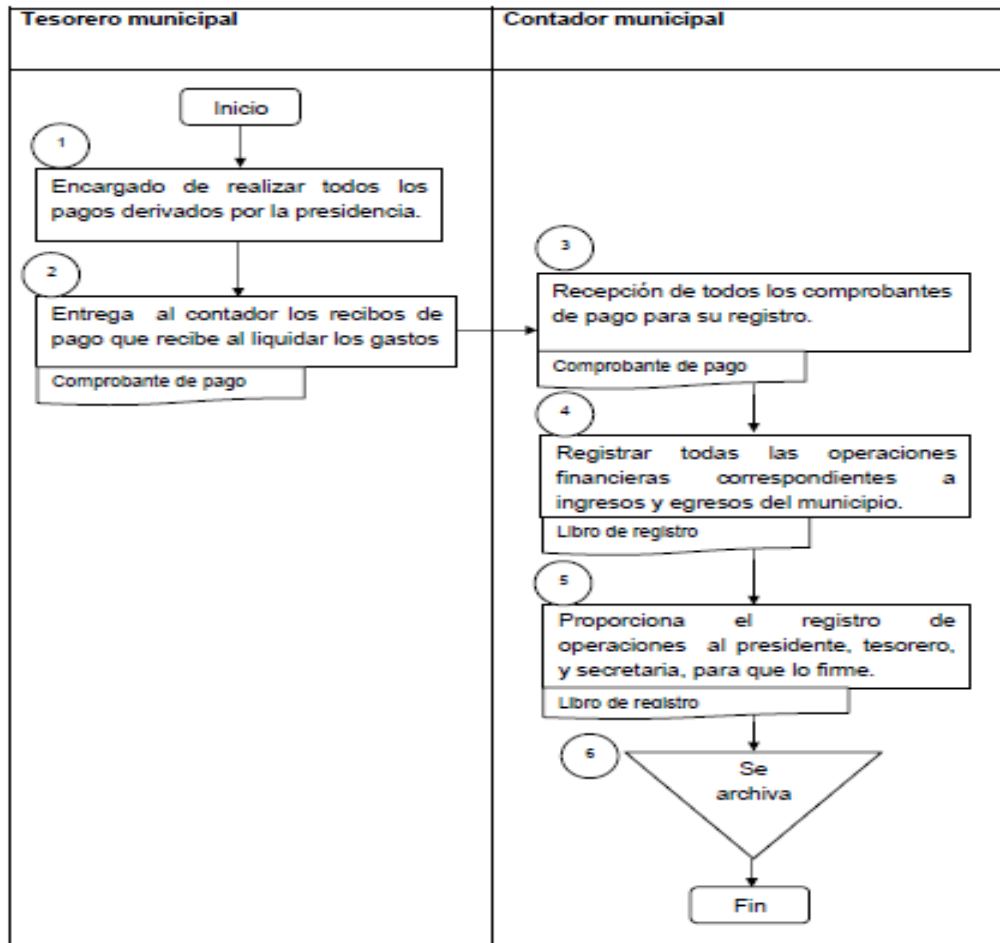 Tesorero municipal
Contador municipal
Inicio
1
Encargado de realizar todos los
pagos derivados por la presidencia.
2
Entrega al contador los recibos de
pago que recibe al liquidar los gastos
Comprobante de pago
3
Recepción de todos los comprobantes
de pago para su registro.
Comprobante de pago
4
Registrar todas las operaciones
financieras correspondientes a
ingresos y egresos del municipio.
Libro de registro
5
Proporciona el registro de
operaciones al presidente, tesorero,
y secretaria, para que lo firme.
Libro de registro
6
Se
archiva
Fin